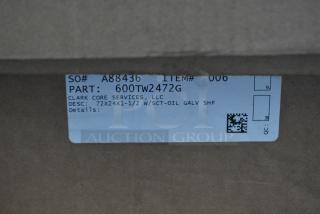 SO# A88436 ITEM# 006
PART: 600TW2472G
CLARK CORE SERVICES, LLC
DESC: 72X24X1-1/2 W/SCT-OIL GALV SHF
Details:
QC:
AUCTION GROUP